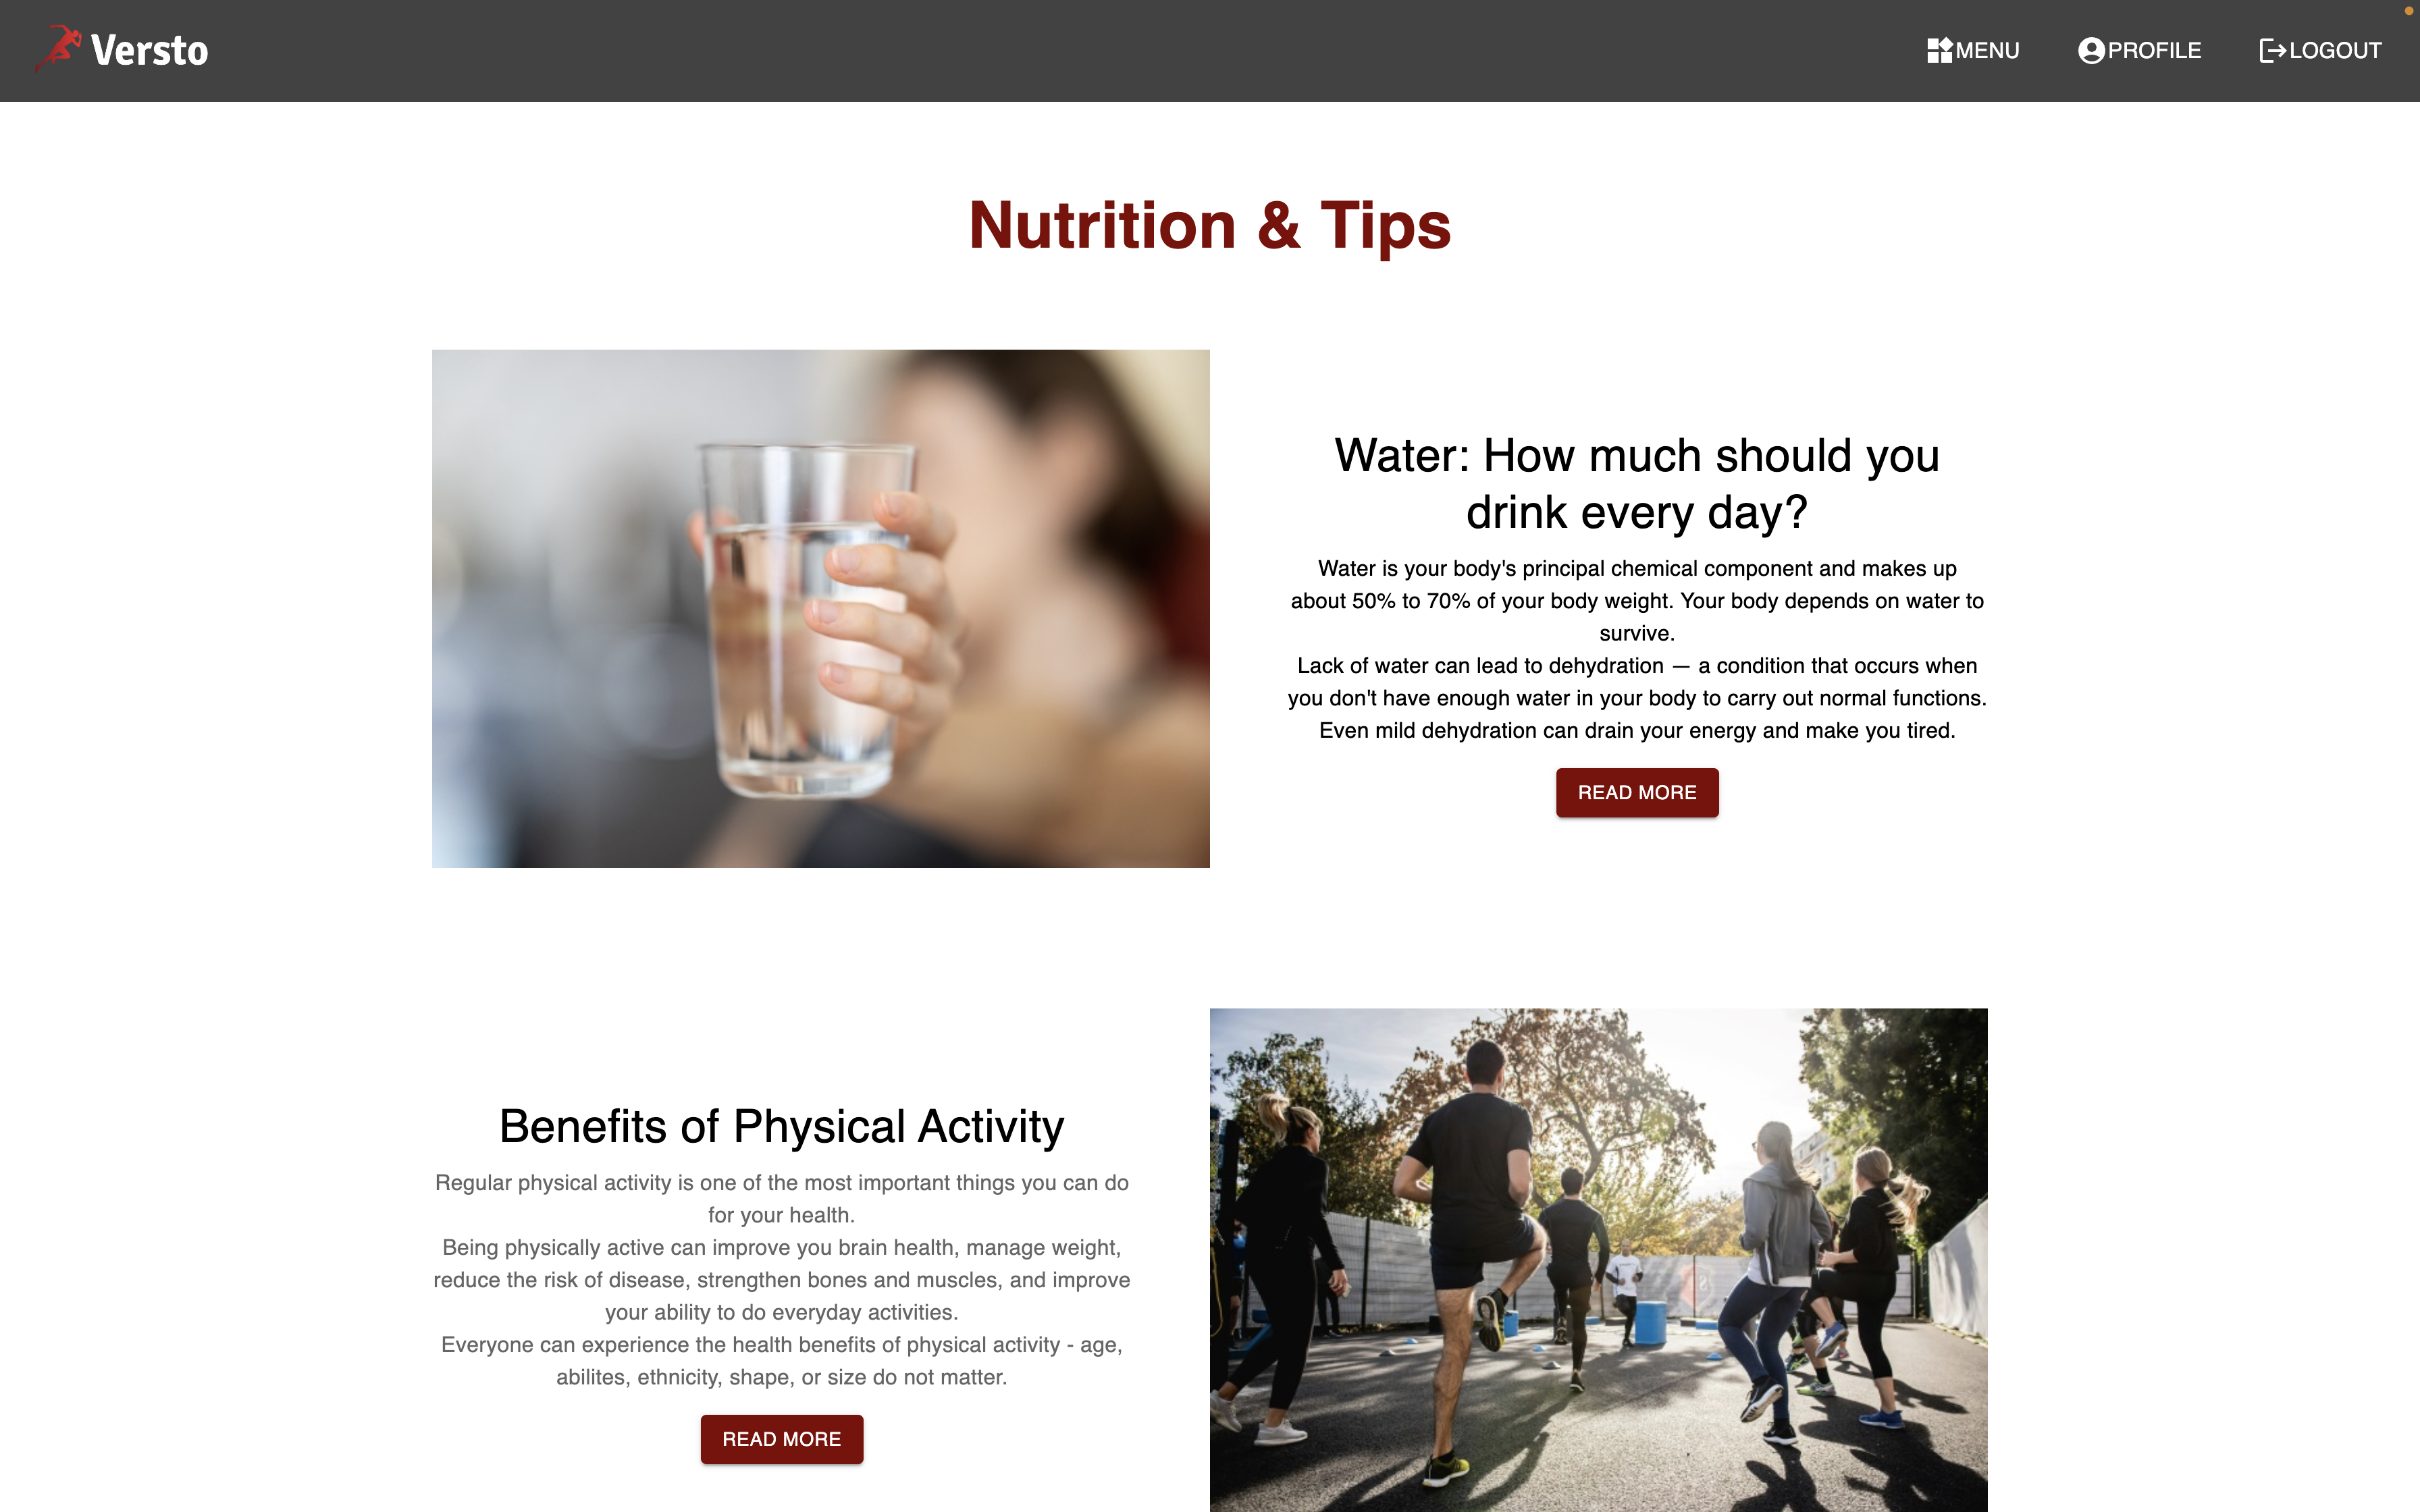 Versto
MENU
PROFILE
LOGOUT
Nutrition & Tips
Water: How much should you
drink every day?
Water is your body's principal chemical component and makes up
about 50% to 70% of your body weight. Your body depends on water to
survive.
Lack of water can lead to dehydration — a condition that occurs when
you don't have enough water in your body to carry out normal functions.
Even mild dehydration can drain your energy and make you tired.
READ MORE
Benefits of Physical Activity
Regular physical activity is one of the most important things you can do
for your health.
Being physically active can improve you brain health, manage weight,
reduce the risk of disease, strengthen bones and muscles, and improve
your ability to do everyday activities.
Everyone can experience the health benefits of physical activity - age,
abilites, ethnicity, shape, or size do not matter.
READ MORE